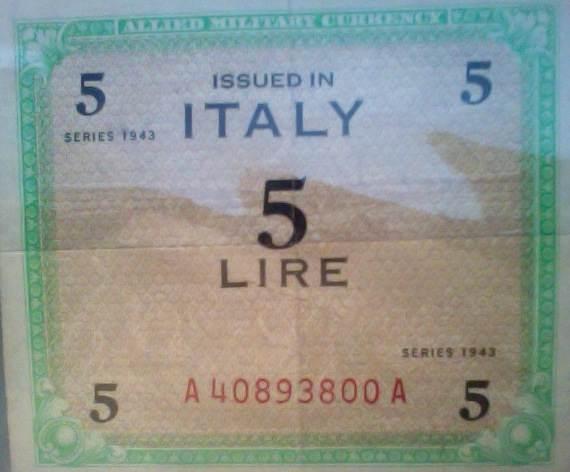 ALLIED MILITARY CURRENCY
5 ISSUED IN 5
SERIES 1943 ITALY
5
LIRE
SERIES 1943
5 A 40893800 A 5